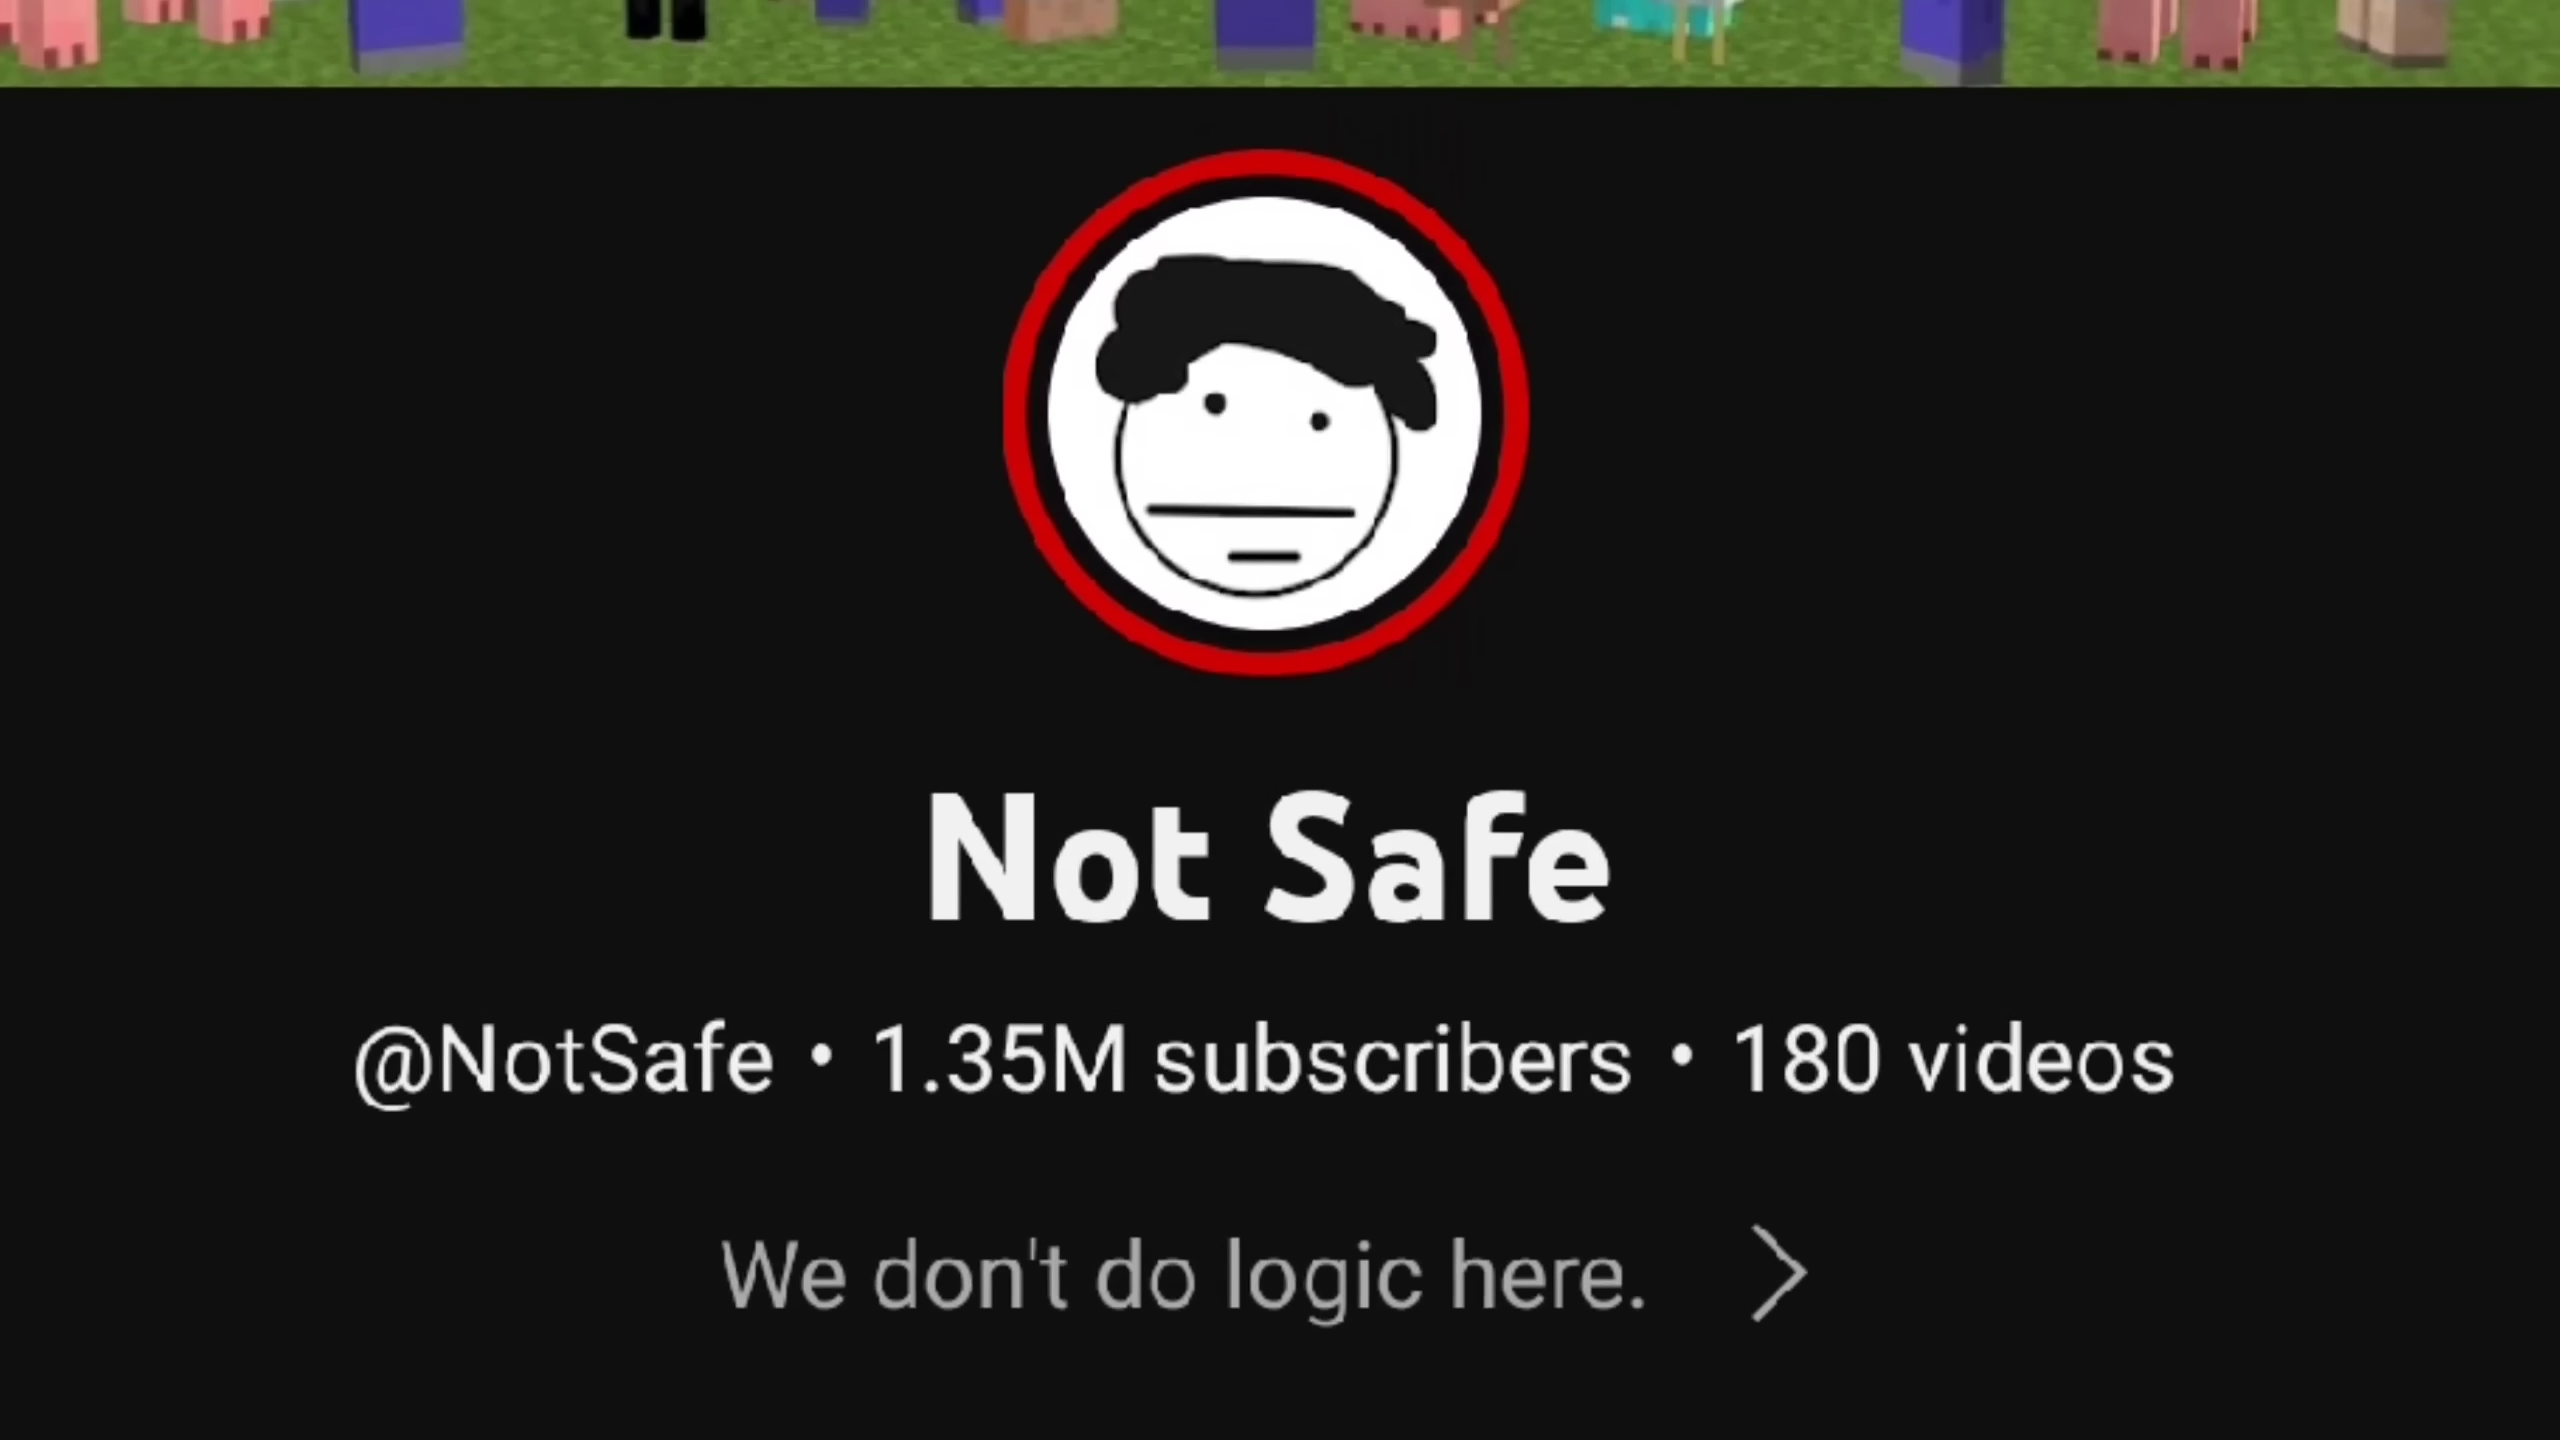 Not Safe
@NotSafe • 1.35M subscribers • 180 videos
We don't do logic here.